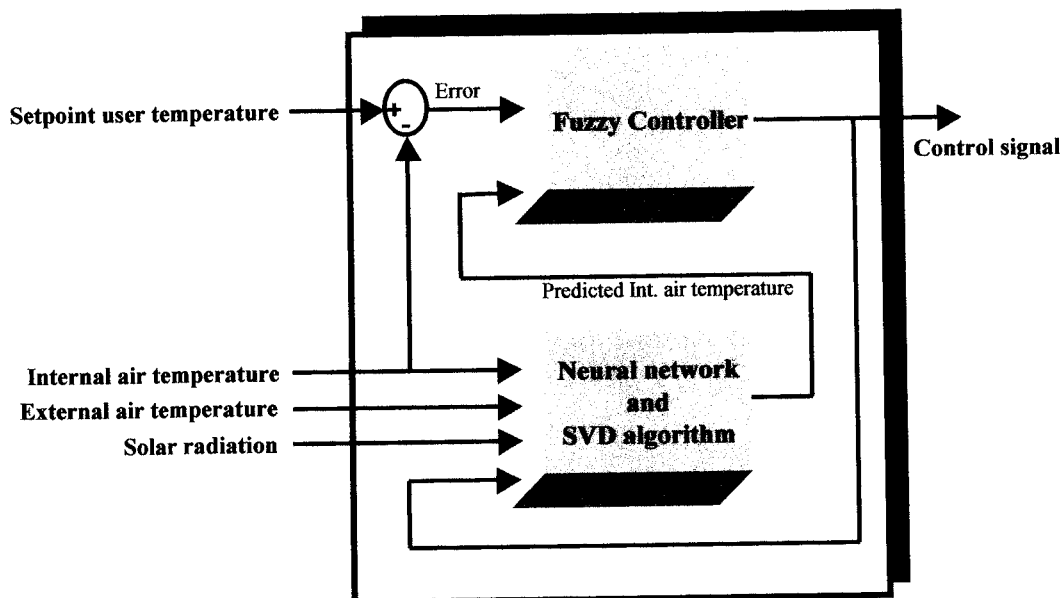 Setpoint user temperature
+
-
Error
Fuzzy Controller
Control signal
Predicted Int. air temperature
Internal air temperature
External air temperature
Solar radiation
Neural network
and
SVD algorithm